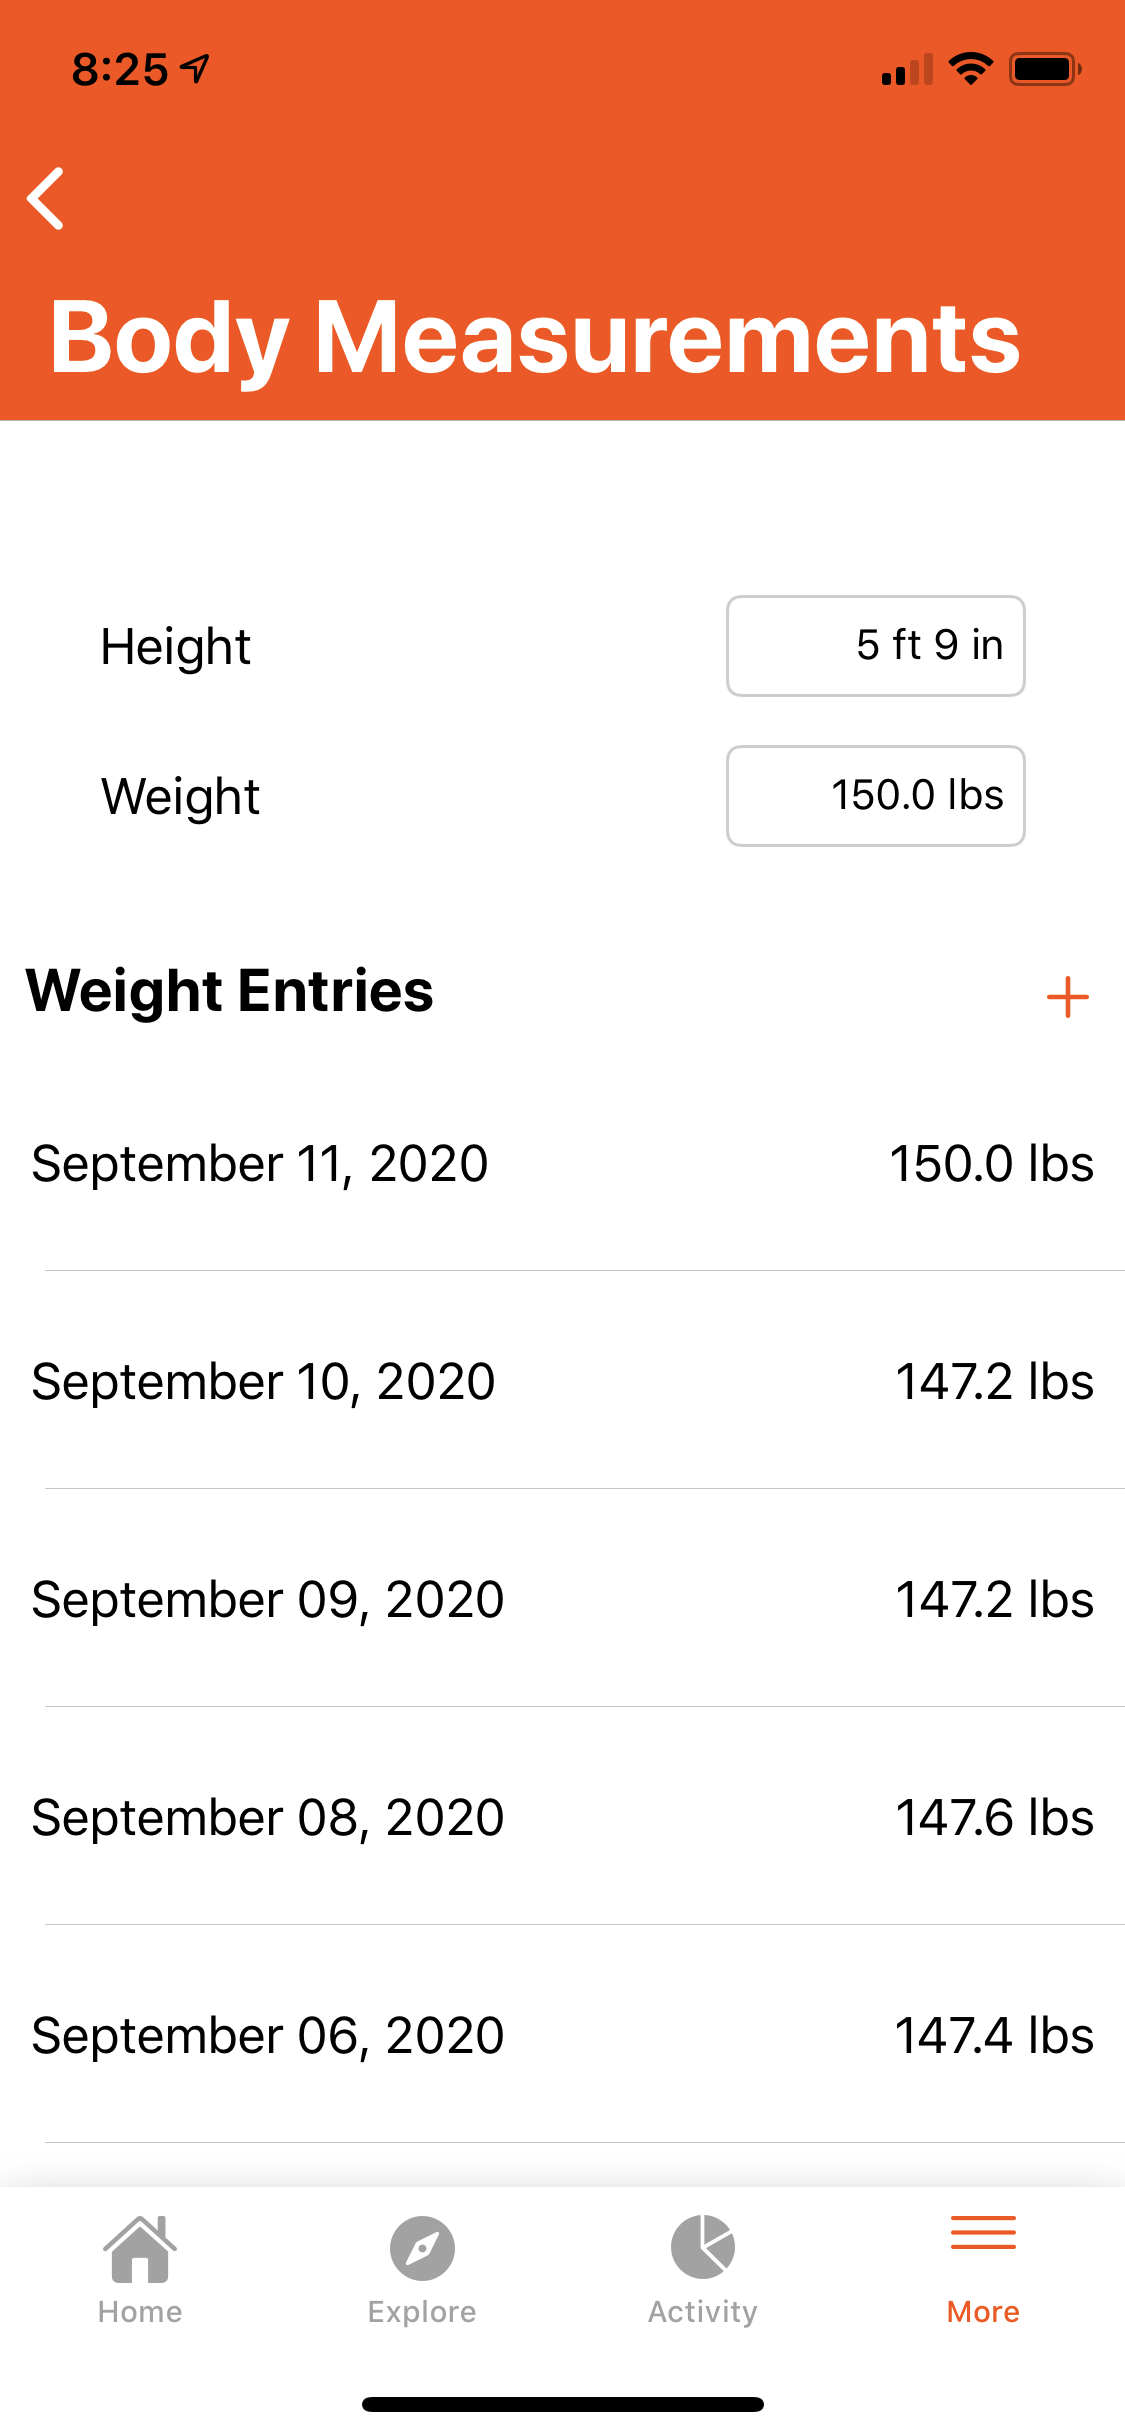 8:25
Body Measurements
Height 5 ft 9 in
Weight 150.0 lbs
Weight Entries
September 11, 2020 150.0 lbs
September 10, 2020 147.2 lbs
September 09, 2020 147.2 lbs
September 08, 2020 147.6 lbs
September 06, 2020 147.4 lbs
Home Explore Activity More